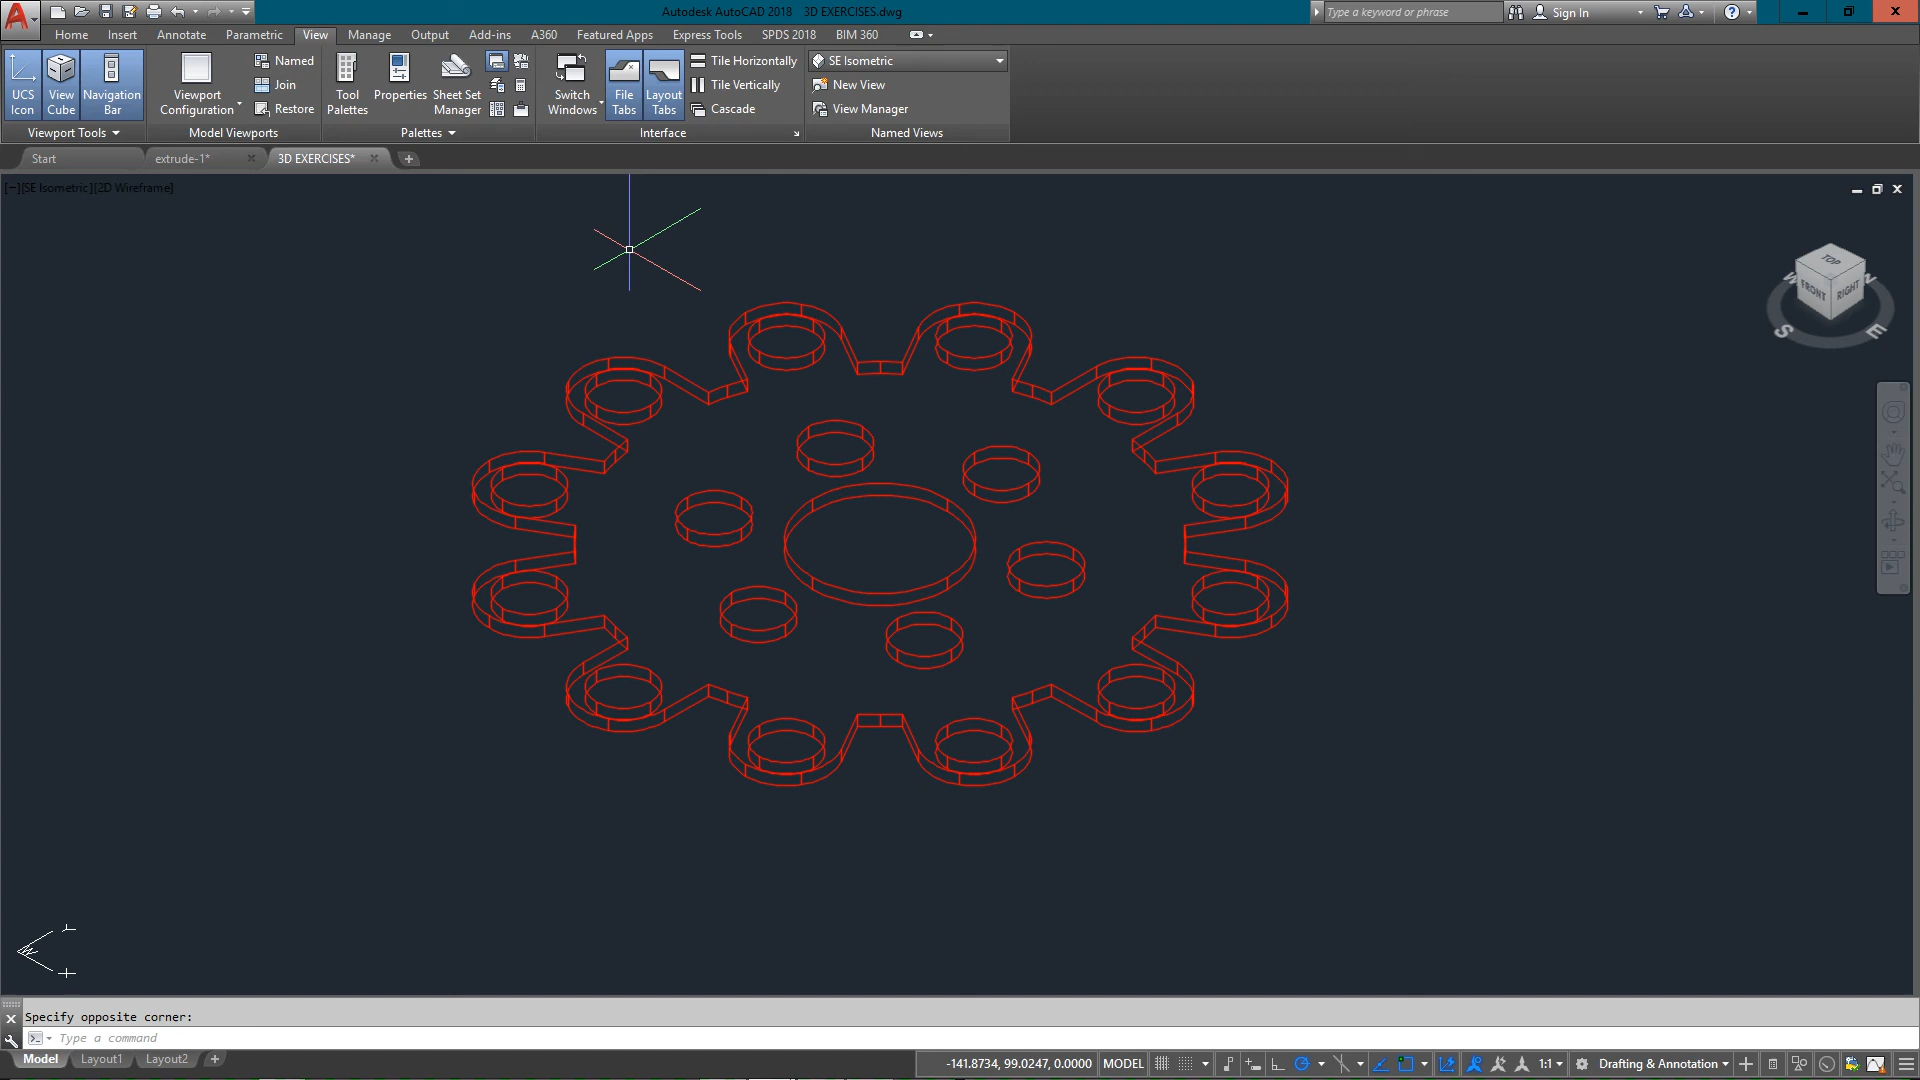 Autodesk AutoCAD 2018 3D EXERCISES.dwg
Type a keyword or phrase
Sign In
Home Insert Annotate Parametric View Manage Output Add-ins A360 Featured Apps Express Tools SPDS 2018 BIM 360
UCS Icon
View Cube
Navigation Bar
Viewport Configuration
Named
Join
Restore
Tool Palettes
Properties
Sheet Set Manager
Switch Windows
File Tabs
Layout Tabs
Tile Horizontally
Tile Vertically
Cascade
SE Isometric
New View
View Manager
Viewport Tools Model Viewports Palettes Interface Named Views
Start extrude-1* 3D EXERCISES*
[−][SE Isometric][2D Wireframe]
TOP
FRONT
RIGHT
W
N
S
E
Specify opposite corner:
Type a command
Model Layout1 Layout2
-141.8734, 99.0247, 0.0000 MODEL 1:1 Drafting & Annotation